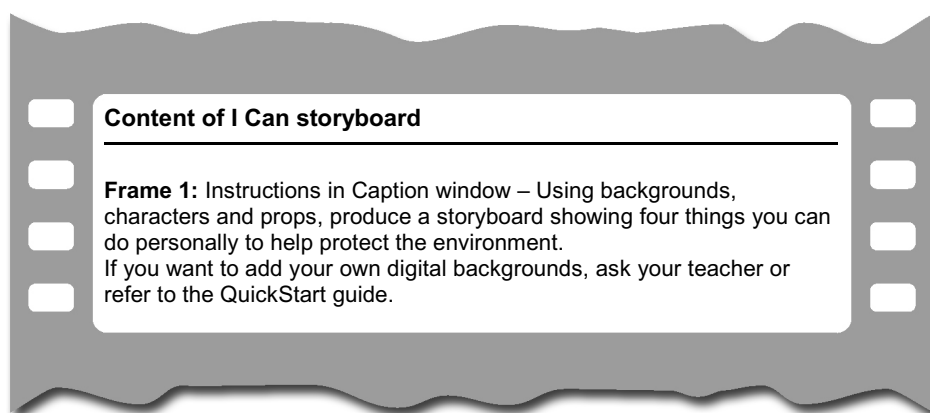 Content of I Can storyboard
Frame 1: Instructions in Caption window – Using backgrounds,
characters and props, produce a storyboard showing four things you can
do personally to help protect the environment.
If you want to add your own digital backgrounds, ask your teacher or
refer to the QuickStart guide.